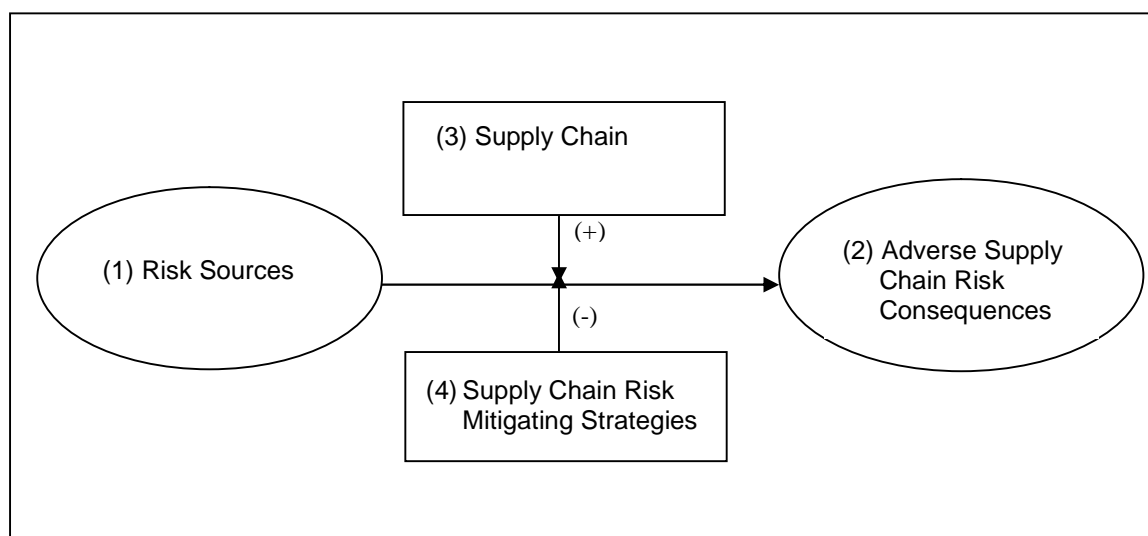 (3) Supply Chain
(+)
(1) Risk Sources
(2) Adverse Supply
Chain Risk
Consequences
(-)
(4) Supply Chain Risk
Mitigating Strategies